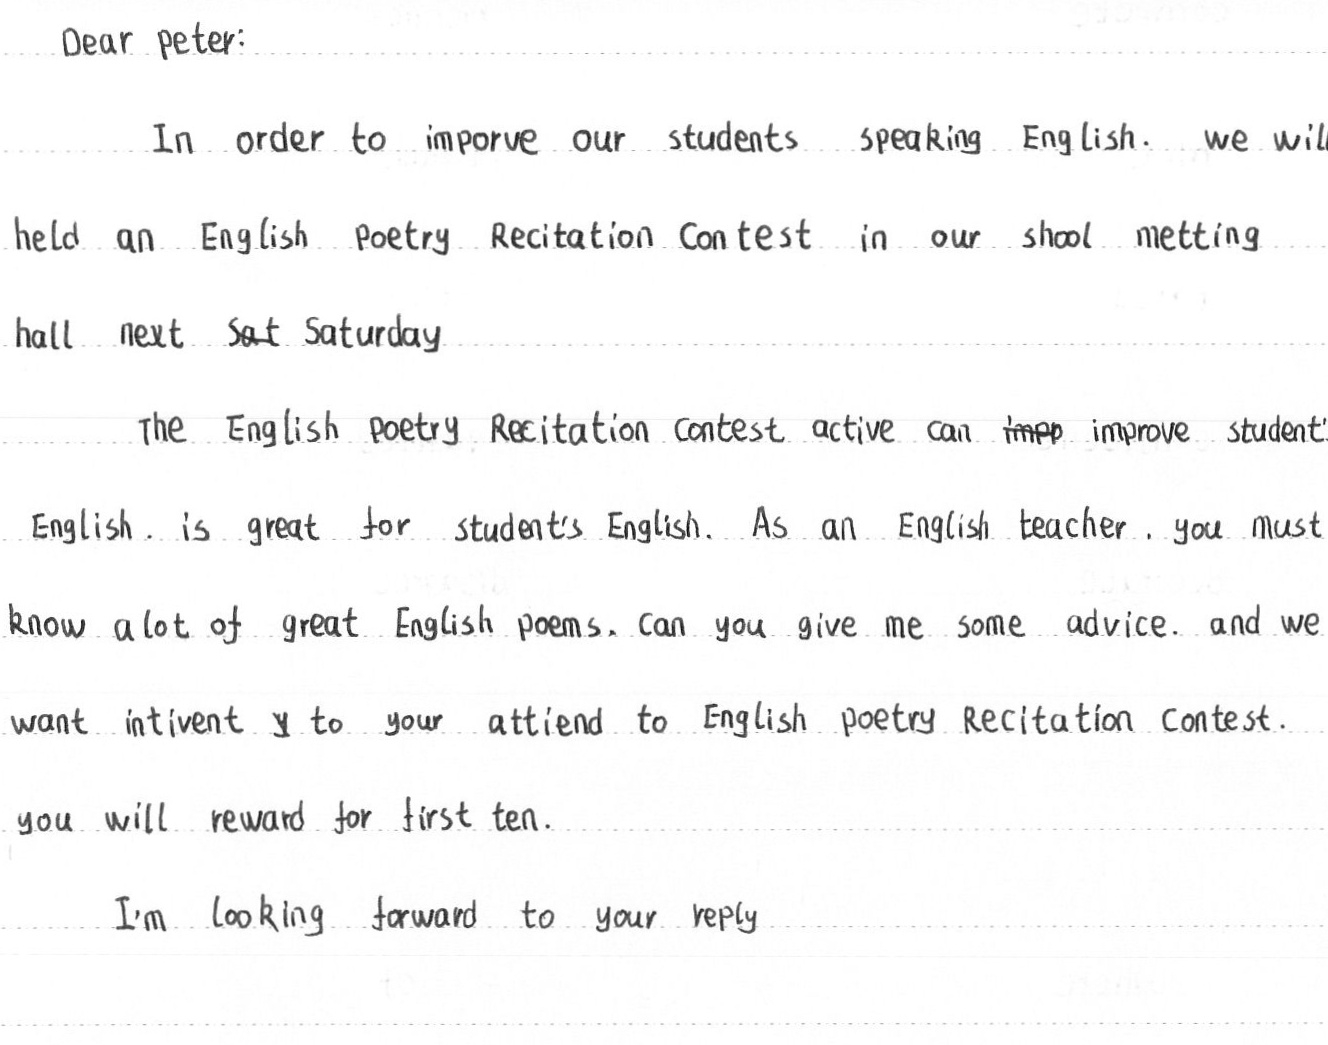 Dear peter:
In order to imporve our students speaking English. we will
held an English Poetry Recitation Contest in our shool metting
hall next Sat Saturday
The English poetry Recitation contest active can impo improve student's
English. is great for student's English. As an English teacher. you must
know a lot of great English poems. Can you give me some advice. and we
want intivent y to your attiend to English poetry Recitation contest.
you will reward for first ten.
I'm looking forward to your reply